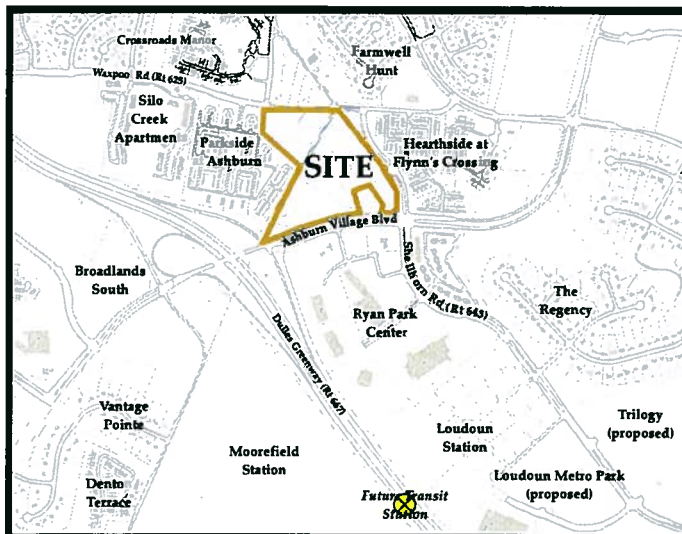 Crossroads Manor
Farmwell
Hunt
Waxpoo Rd (Rt 625)
Silo
Creek
Apartmen
Parkside
Ashburn
SITE
Hearthside at
Flynn's Crossing
Ashburn Village Blvd
Shellhorn Rd. (Rt 643)
Broadlands
South
The
Regency
Ryan Park
Center
Dulles Greenway (Rt 647)
Vantage
Pointe
Trilogy
(proposed)
Loudoun
Station
Moorefield
Station
Loudoun Metro Park
(proposed)
Dento
Terrace
Future Transit
Station